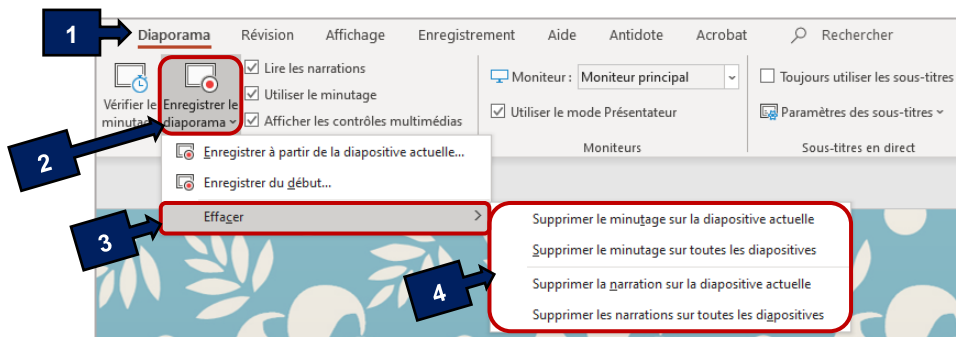 1 Diaporama Révision Affichage Enregistrement Aide Antidote Acrobat Rechercher
Lire les narrations
Utiliser le minutage
Afficher les contrôles multimédias
Vérifier le
minutage
Enregistrer le
diaporama
Moniteur : Moniteur principal
Utiliser le mode Présentateur
Moniteurs
Toujours utiliser les sous-titres
Paramètres des sous-titres
Sous-titres en direct
2
Enregistrer à partir de la diapositive actuelle...
Enregistrer du début...
3
Effacer
4
Supprimer le minutage sur la diapositive actuelle
Supprimer le minutage sur toutes les diapositives
Supprimer la narration sur la diapositive actuelle
Supprimer les narrations sur toutes les diapositives